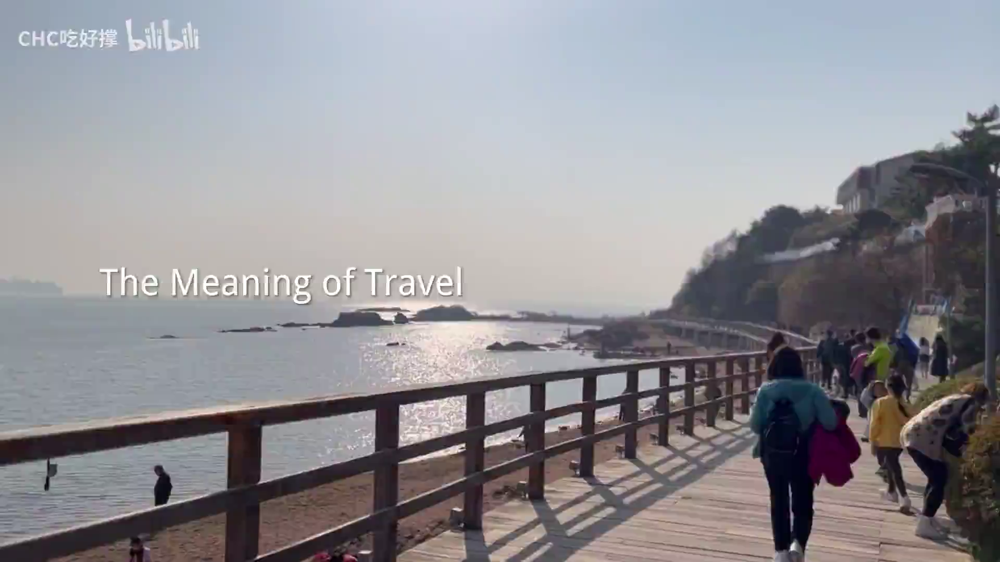 CHC吃好撑 bilibili
The Meaning of Travel